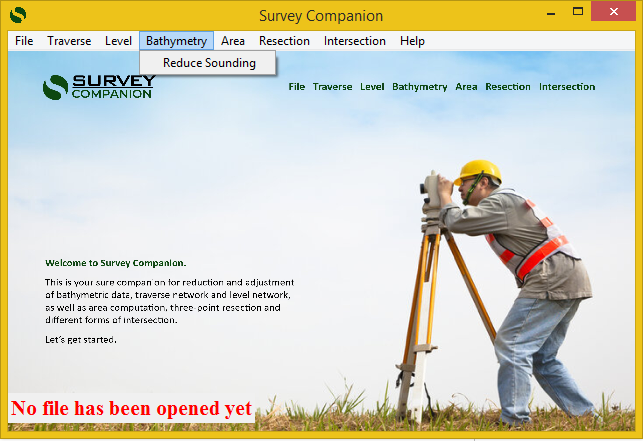 Survey Companion
File Traverse Level Bathymetry Area Resection Intersection Help
Reduce Sounding
SURVEY
COMPANION
File Traverse Level Bathymetry Area Resection Intersection
Welcome to Survey Companion.
This is your sure companion for reduction and adjustment
of bathymetric data, traverse network and level network,
as well as area computation, three-point resection and
different forms of intersection.
Let's get started.
No file has been opened yet